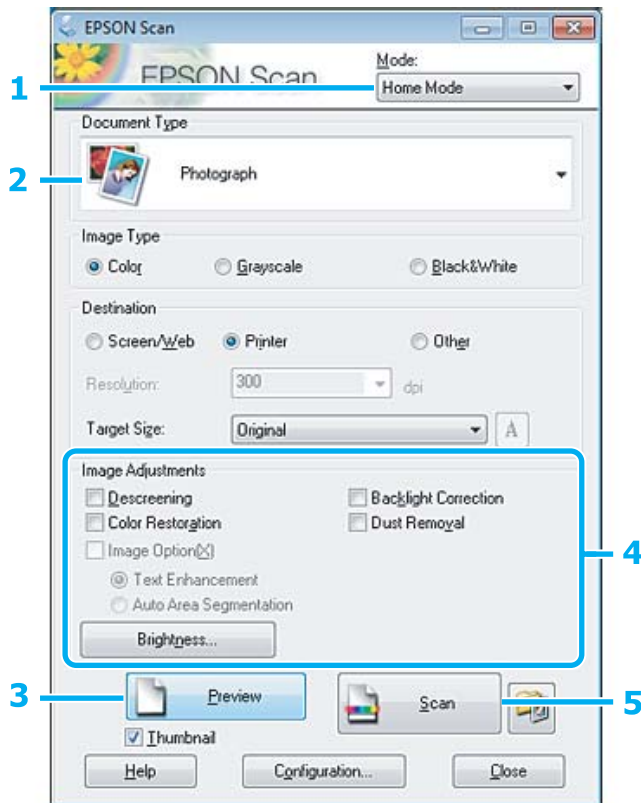 EPSON Scan
EPSON Scan
Mode:
1
Home Mode
Document Type
2
Photograph
Image Type
Color Grayscale Black&White
Destination
Screen/Web Printer Other
Resolution: 300 dpi
Target Size: Original A
Image Adjustments
Descreening Backlight Correction
Color Restoration Dust Removal
Image Option(X)
4
Text Enhancement
Auto Area Segmentation
Brightness...
3 Preview Scan 5
Thumbnail
Help Configuration... Close